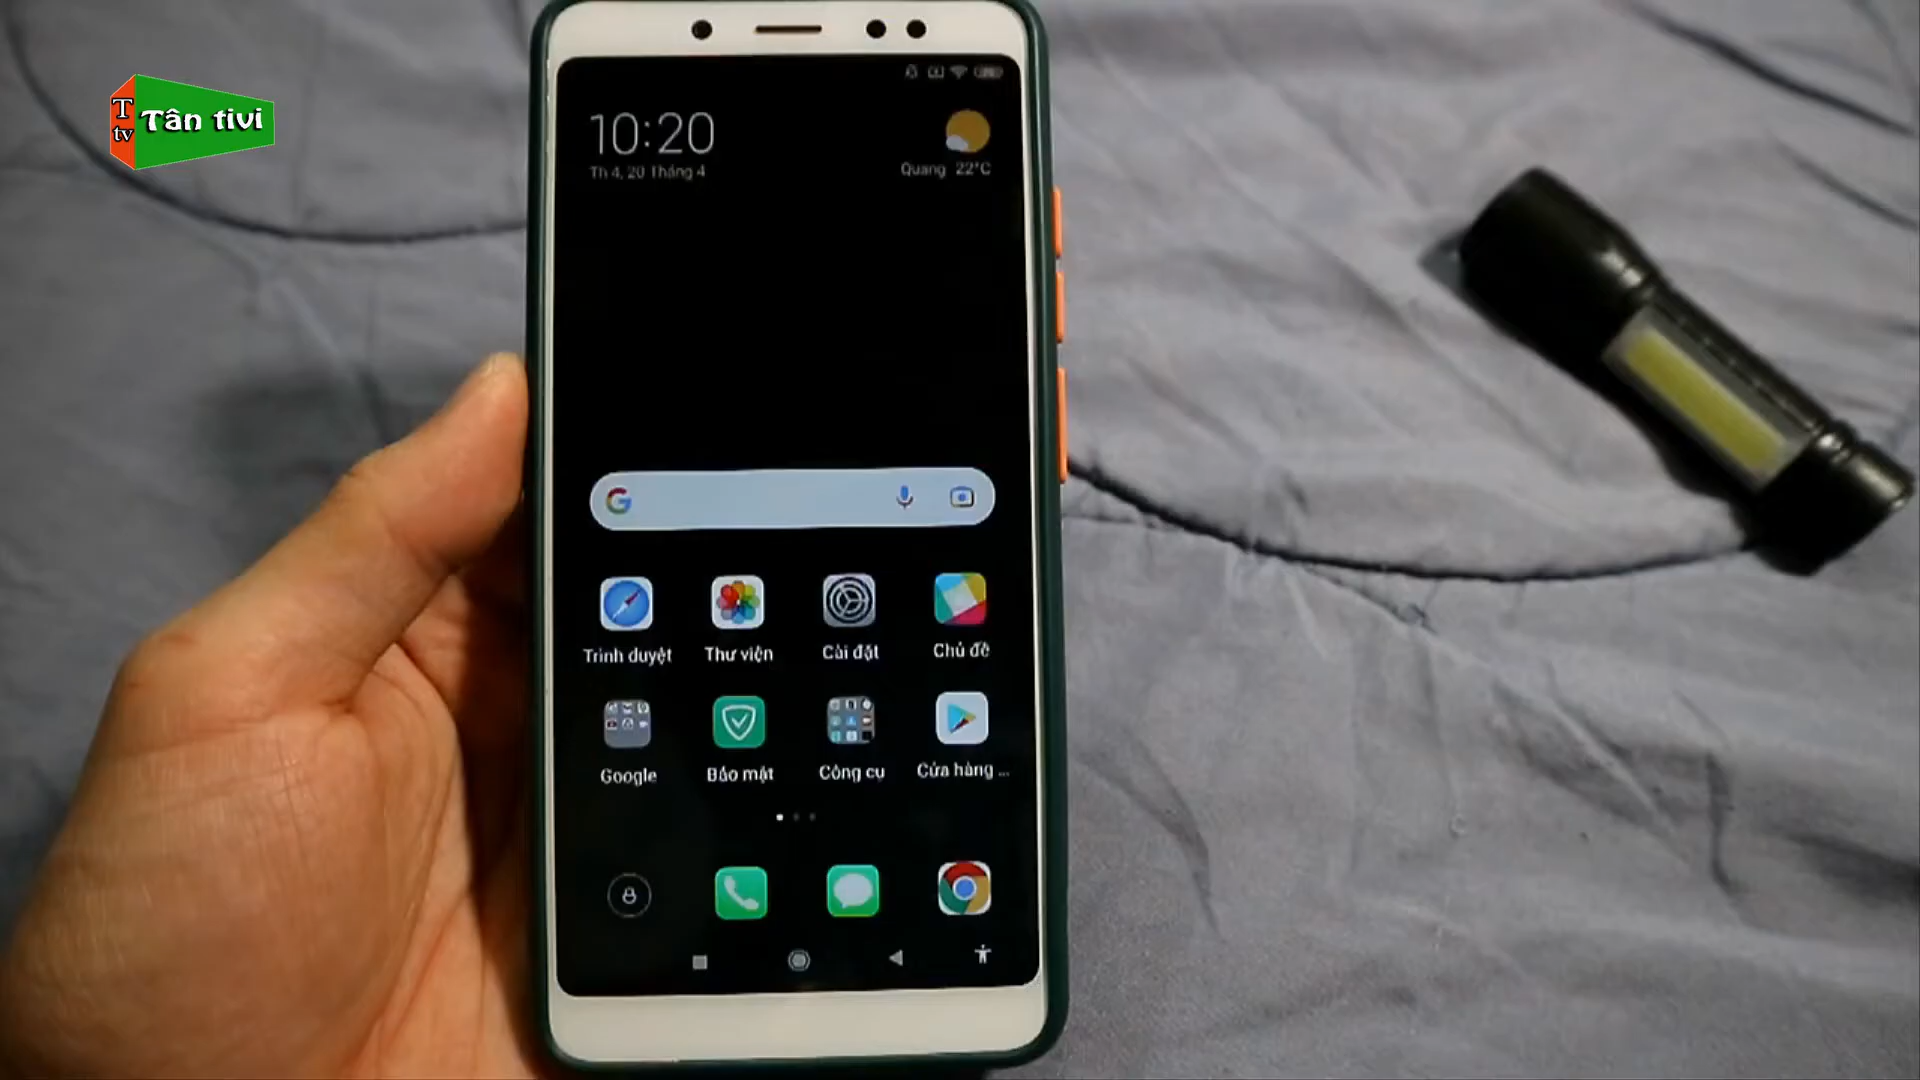 T
tv
Tân tivi
10:20
Th 4, 20 Tháng 4
Quang 22°C
Trình duyệt
Thư viện
Cài đặt
Chủ đề
Google
Bảo mật
Công cụ
Cửa hàng ...